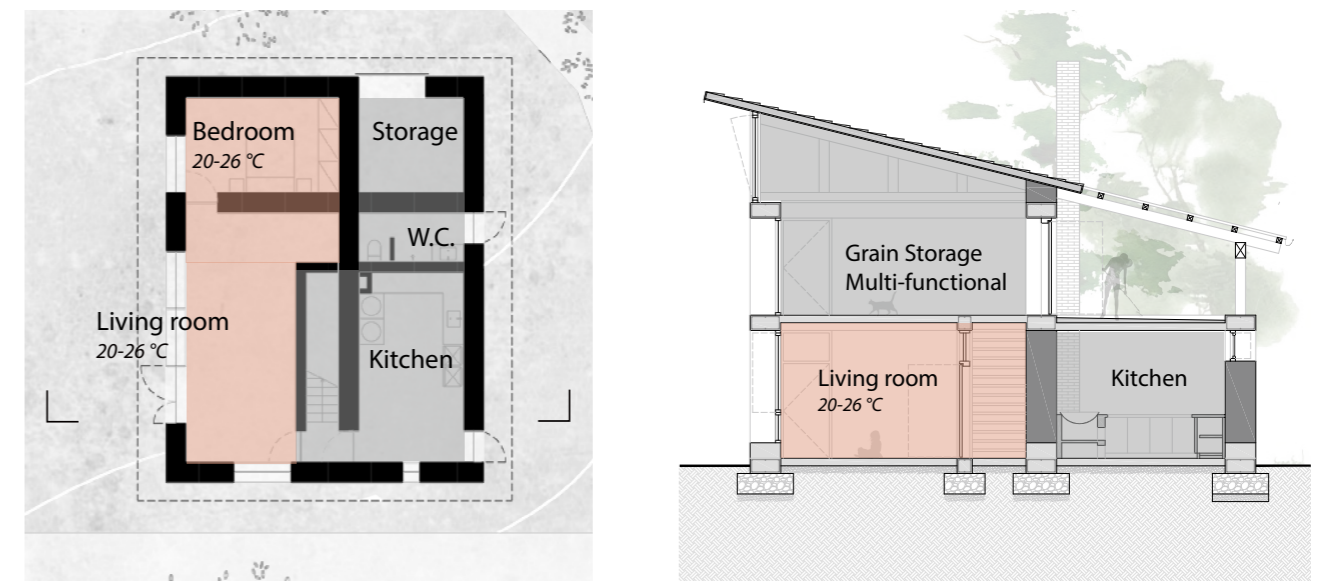 Bedroom
20-26 °C
Storage
W.C.
Living room
20-26 °C
Kitchen
Grain Storage
Multi-functional
Living room
20-26 °C
Kitchen